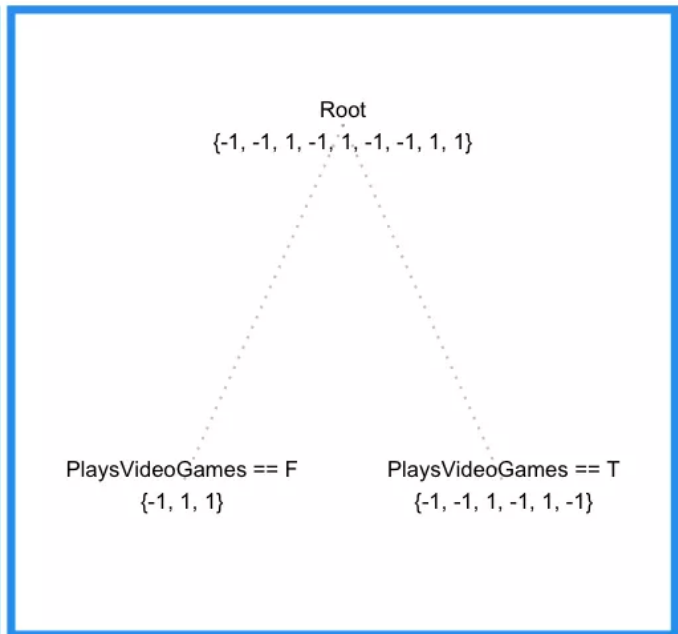 Root
{-1, -1, 1, -1, 1, -1, -1, 1, 1}
PlaysVideoGames == F
{-1, 1, 1}
PlaysVideoGames == T
{-1, -1, 1, -1, 1, -1}